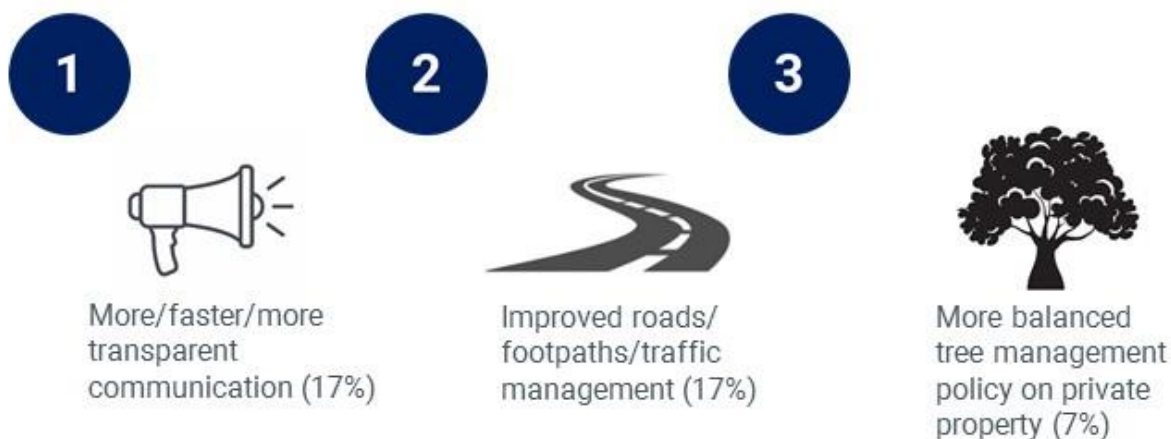 1
2
3
More/faster/more
transparent
communication (17%)
Improved roads/
footpaths/traffic
management (17%)
More balanced
tree management
policy on private
property (7%)